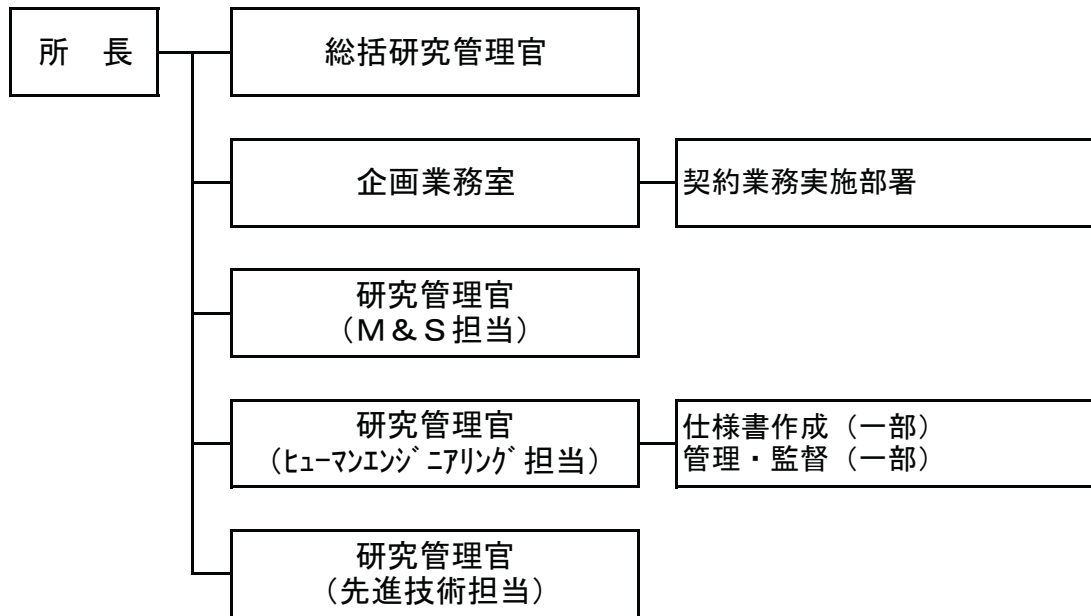 所　長
総括研究管理官
企画業務室
契約業務実施部署
研究管理官
（Ｍ＆Ｓ担当）
研究管理官
（ﾋｭｰﾏﾝｴﾝｼﾞﾆｱﾘﾝｸﾞ担当）
仕様書作成（一部）
管理・監督（一部）
研究管理官
（先進技術担当）